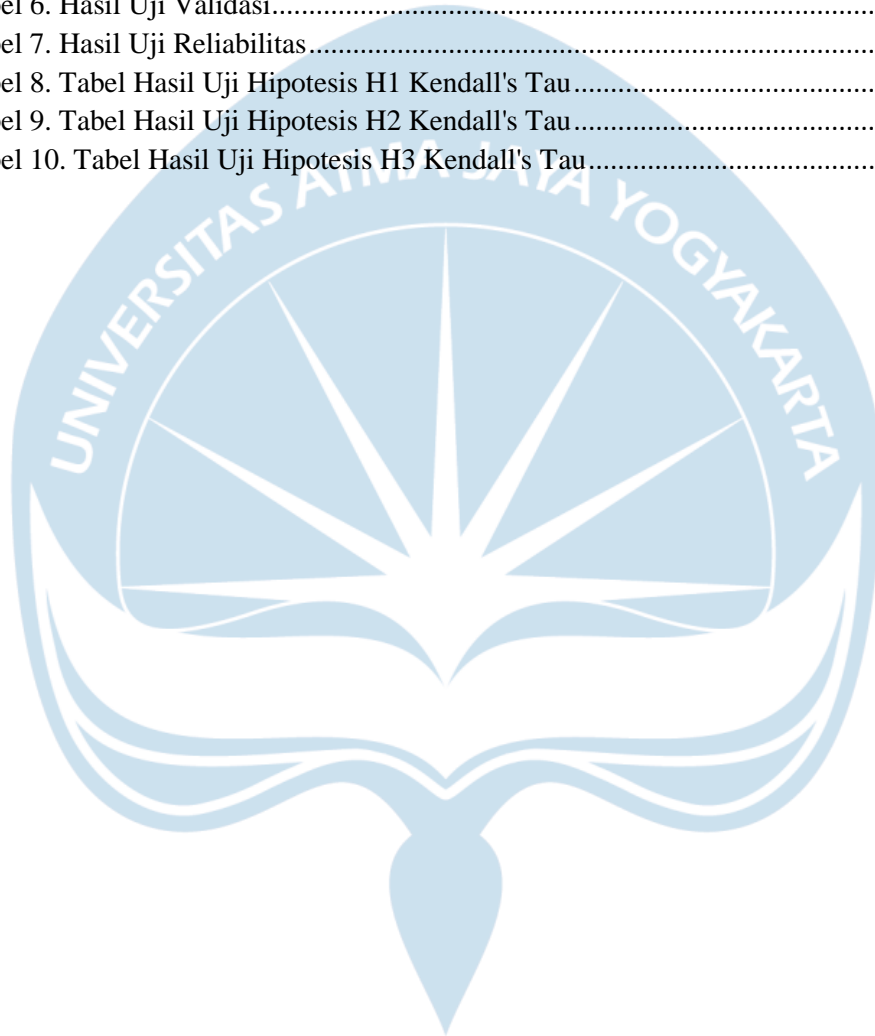 el 6. Hasil Uji Validasi
el 7. Hasil Uji Reliabilitas
el 8. Tabel Hasil Uji Hipotesis H1 Kendall's Tau
el 9. Tabel Hasil Uji Hipotesis H2 Kendall's Tau
el 10. Tabel Hasil Uji Hipotesis H3 Kendall's Tau
UNIVERSITAS ATMA JAYA YOGYAKARTA